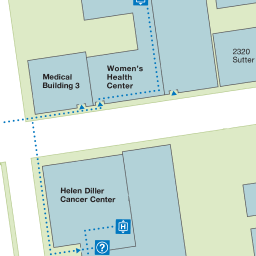 2320
Sutter
Women's
Health
Center
Medical
Building 3
Helen Diller
Cancer Center
H
?